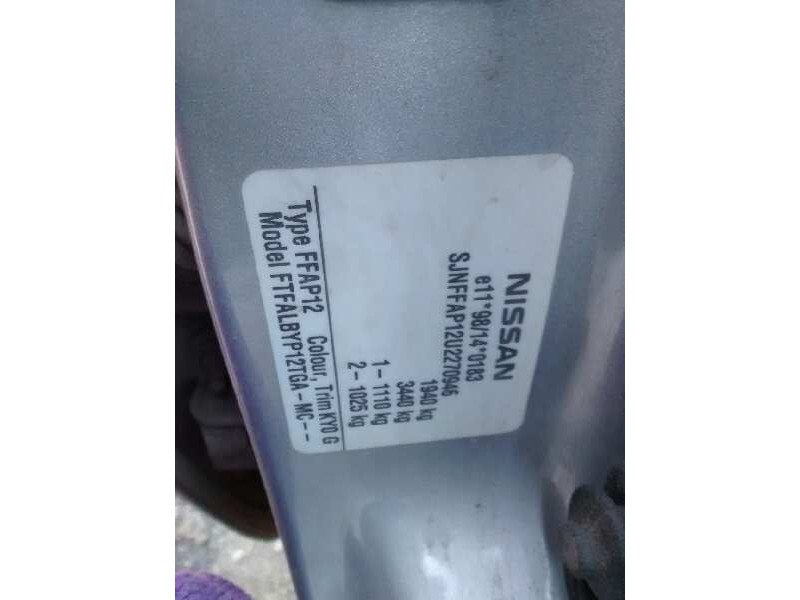 NISSAN
e11*98/14*0183
SJNFFAP12U2270946
1940 kg
3440 kg
1- 1110 kg
2- 1025 kg
Type FFAP12 Colour, Trim KY0 G
Model FTFALBYP12TGA-MC--